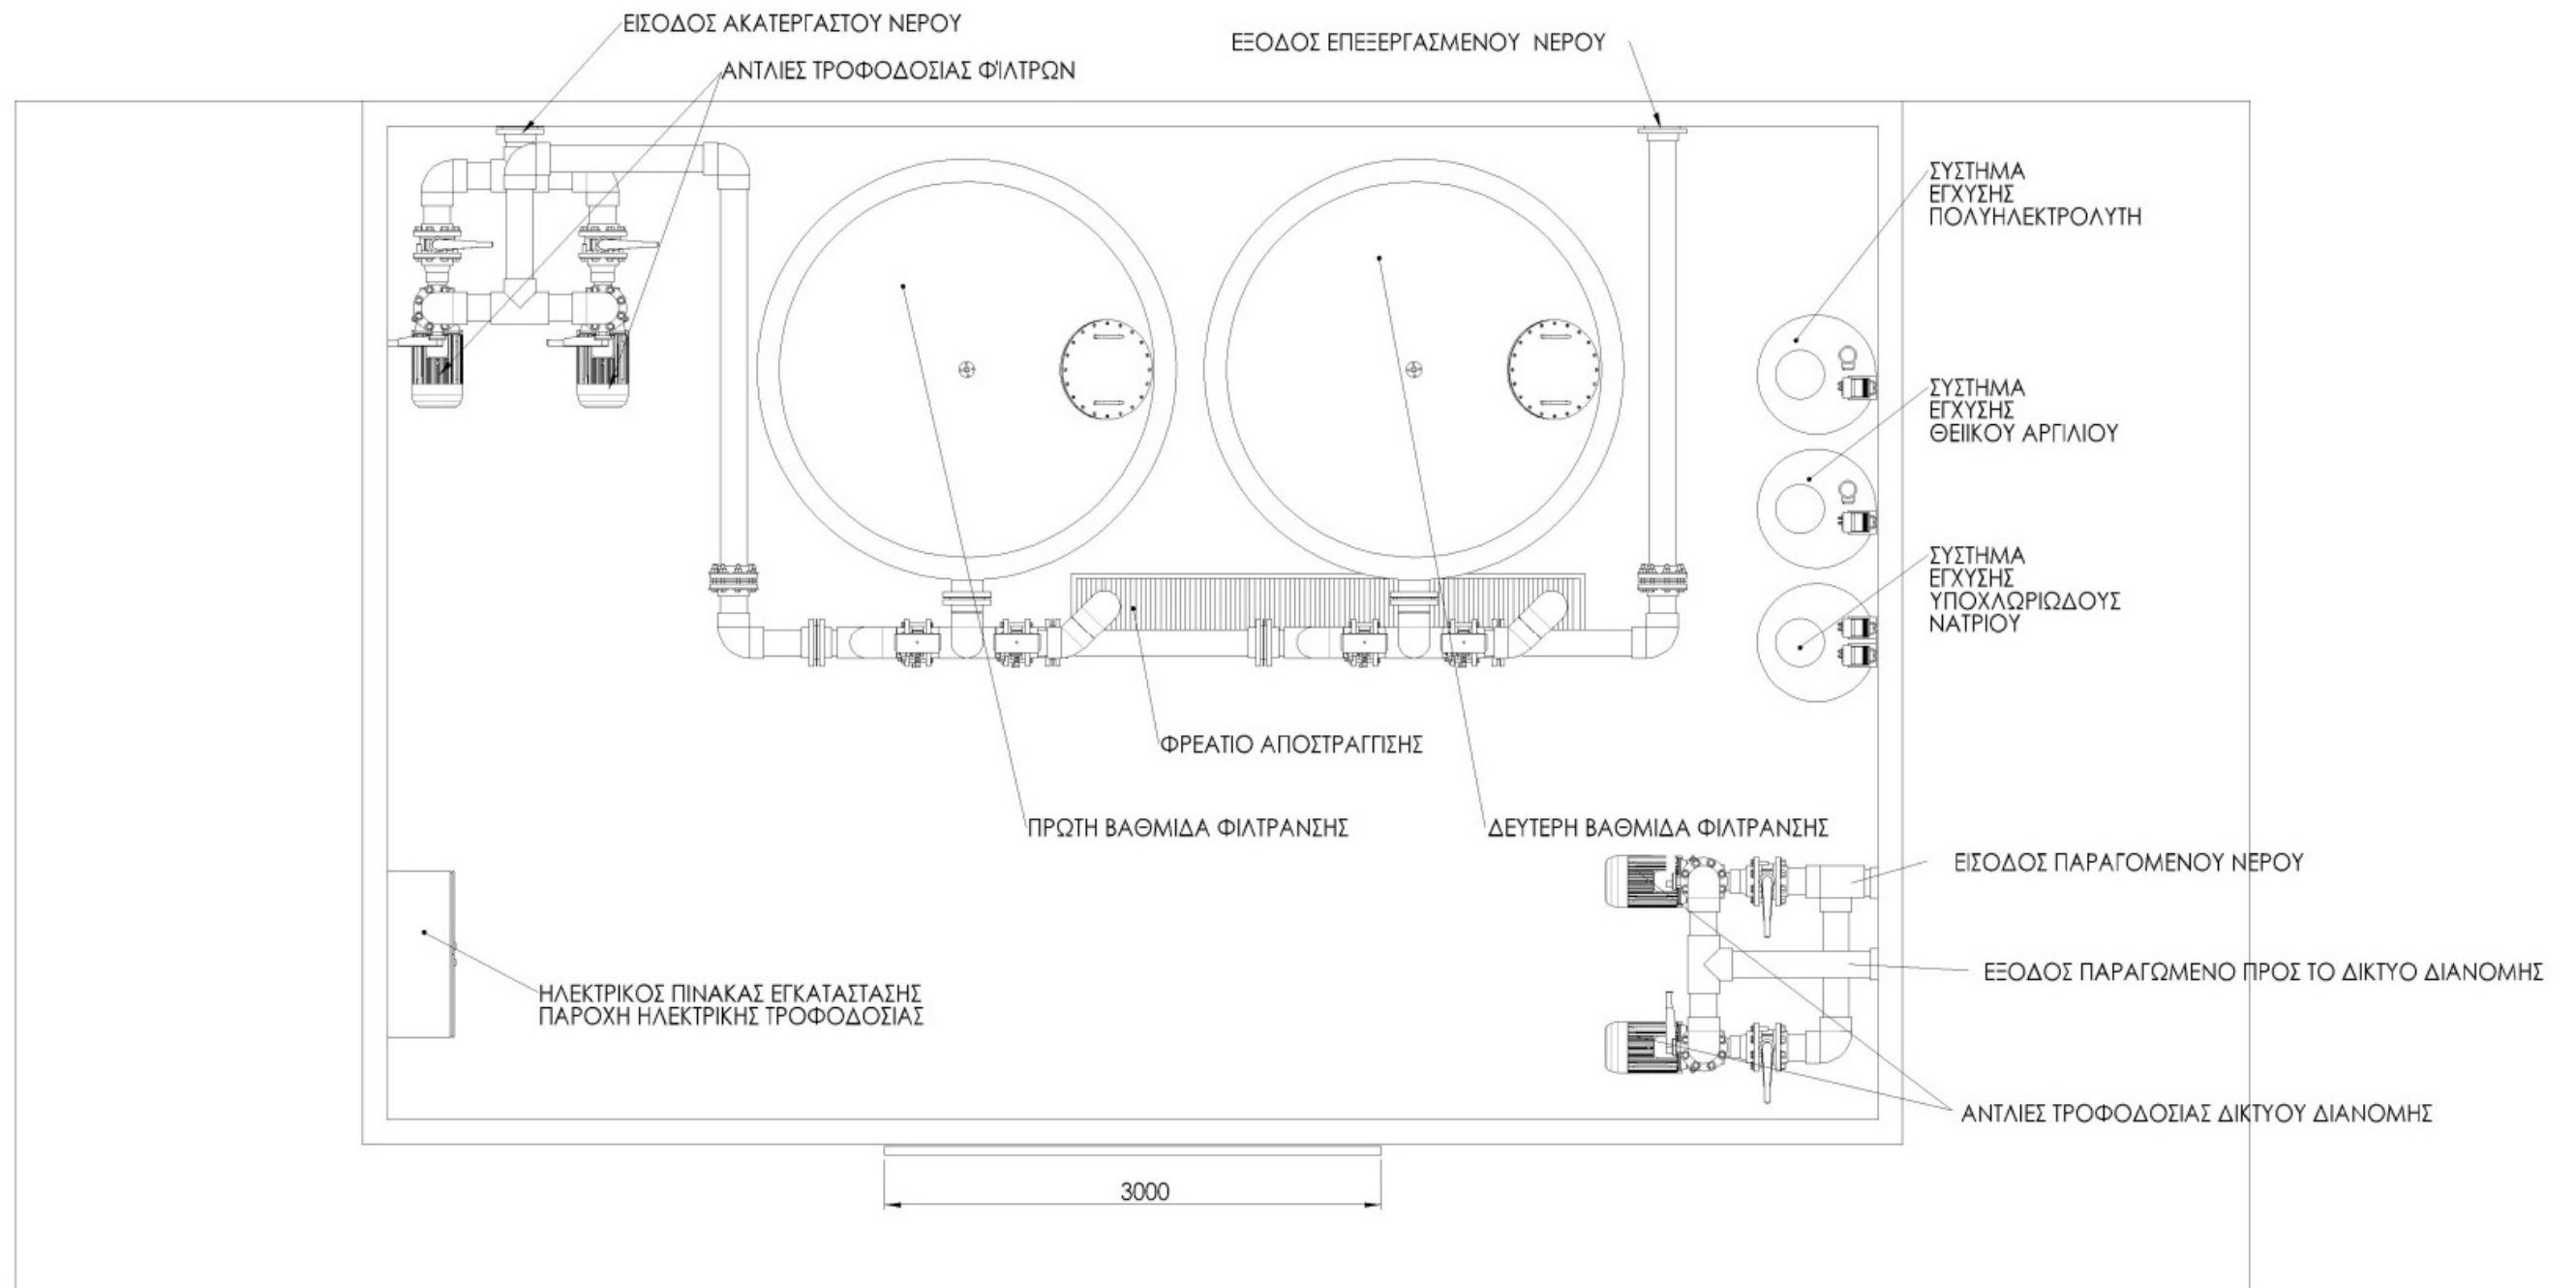 ΕΙΣΟΔΟΣ ΑΚΑΤΕΡΓΑΣΤΟΥ ΝΕΡΟΥ
ΕΞΟΔΟΣ ΕΠΕΞΕΡΓΑΣΜΕΝΟΥ ΝΕΡΟΥ
ΑΝΤΛΙΕΣ ΤΡΟΦΟΔΟΣΙΑΣ ΦΊΛΤΡΩΝ
ΣΥΣΤΗΜΑ
ΕΓΧΥΣΗΣ
ΠΟΛΥΗΛΕΚΤΡΟΛΥΤΗ
ΣΥΣΤΗΜΑ
ΕΓΧΥΣΗΣ
ΘΕΙΙΚΟΥ ΑΡΓΙΛΙΟΥ
ΣΥΣΤΗΜΑ
ΕΓΧΥΣΗΣ
ΥΠΟΧΛΩΡΙΩΔΟΥΣ
ΝΑΤΡΙΟΥ
ΦΡΕΑΤΙΟ ΑΠΟΣΤΡΑΓΓΙΣΗΣ
ΠΡΩΤΗ ΒΑΘΜΙΔΑ ΦΙΛΤΡΑΝΣΗΣ
ΔΕΥΤΕΡΗ ΒΑΘΜΙΔΑ ΦΙΛΤΡΑΝΣΗΣ
ΕΙΣΟΔΟΣ ΠΑΡΑΓΟΜΕΝΟΥ ΝΕΡΟΥ
ΕΞΟΔΟΣ ΠΑΡΑΓΩΜΕΝΟ ΠΡΟΣ ΤΟ ΔΙΚΤΥΟ ΔΙΑΝΟΜΗΣ
ΗΛΕΚΤΡΙΚΟΣ ΠΙΝΑΚΑΣ ΕΓΚΑΤΑΣΤΑΣΗΣ
ΠΑΡΟΧΗ ΗΛΕΚΤΡΙΚΗΣ ΤΡΟΦΟΔΟΣΙΑΣ
ΑΝΤΛΙΕΣ ΤΡΟΦΟΔΟΣΙΑΣ ΔΙΚΤΥΟΥ ΔΙΑΝΟΜΗΣ
3000